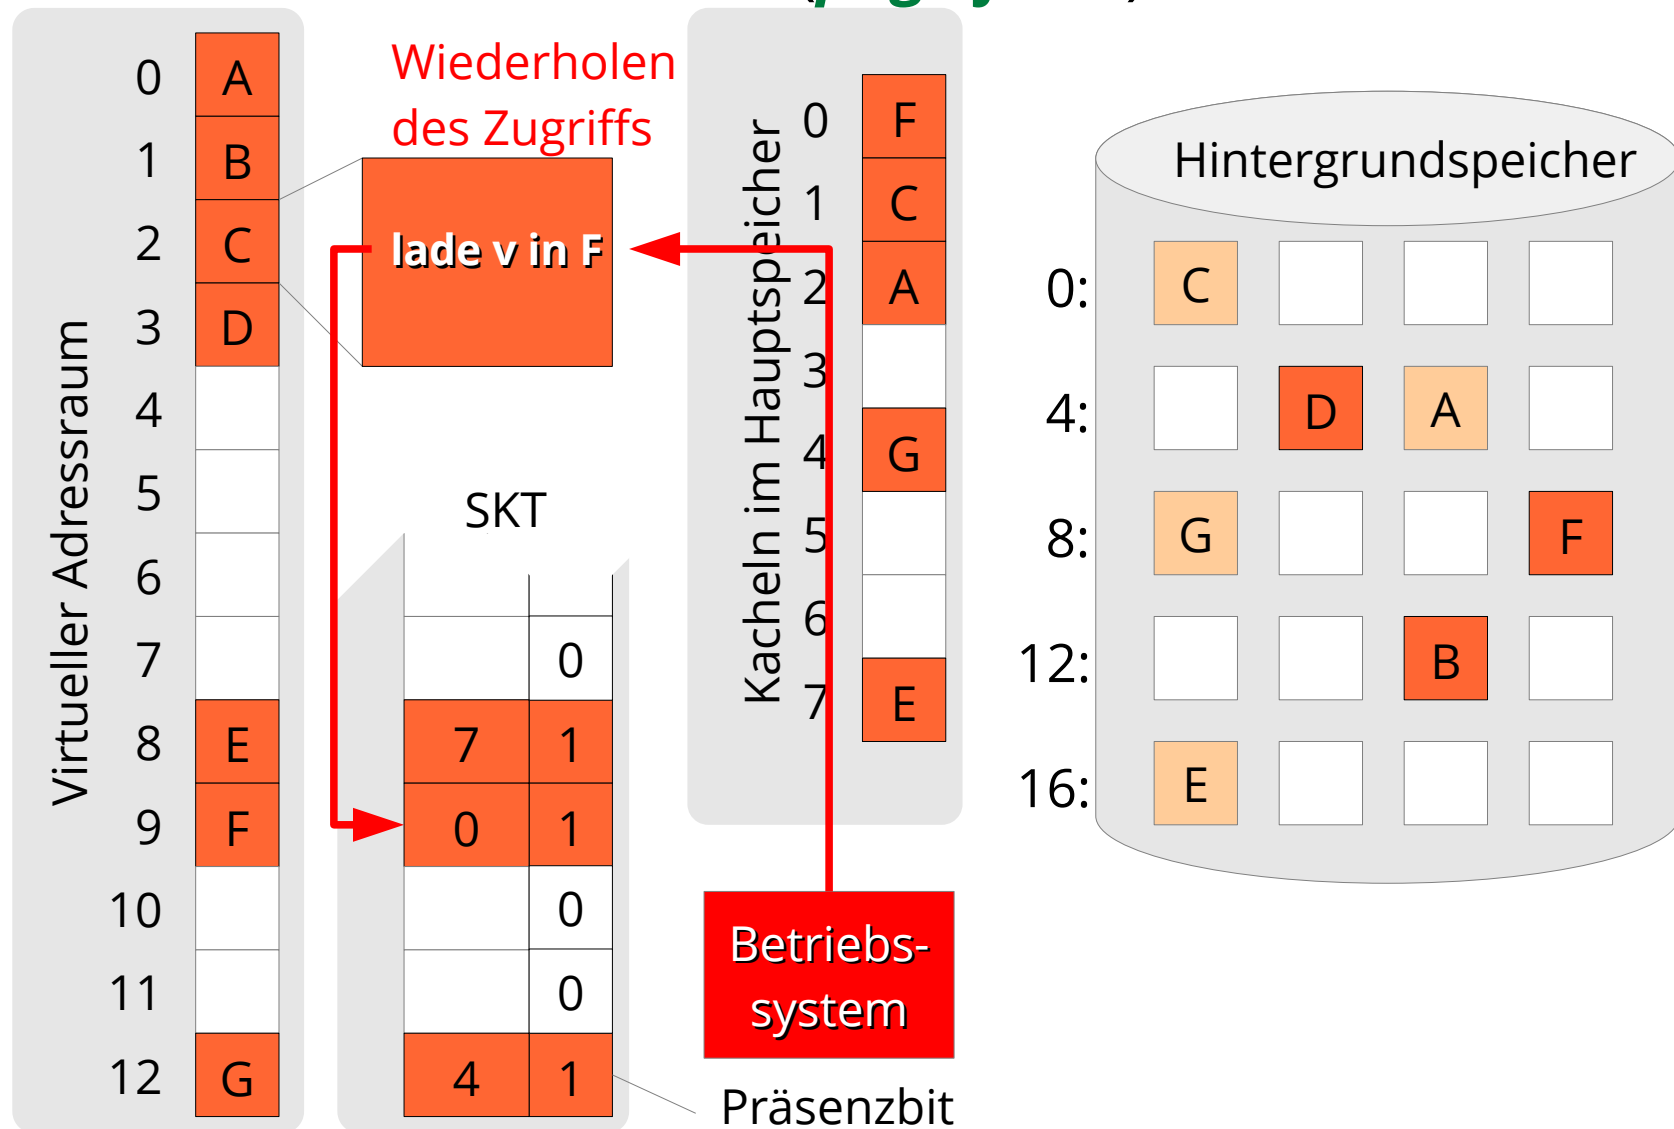 Wiederholen
des Zugriffs
lade v in F
Virtueller Adressraum
0 A
1 B
2 C
3 D
4
5
6
7
8 E
9 F
10
11
12 G
SKT
0
7 1
0 1
0
0
4 1
Präsenzbit
Kacheln im Hauptspeicher
0 F
1 C
2 A
3
4 G
5
6
7 E
Betriebs-
system
Hintergrundspeicher
0: C
4: D A
8: G F
12: B
16: E